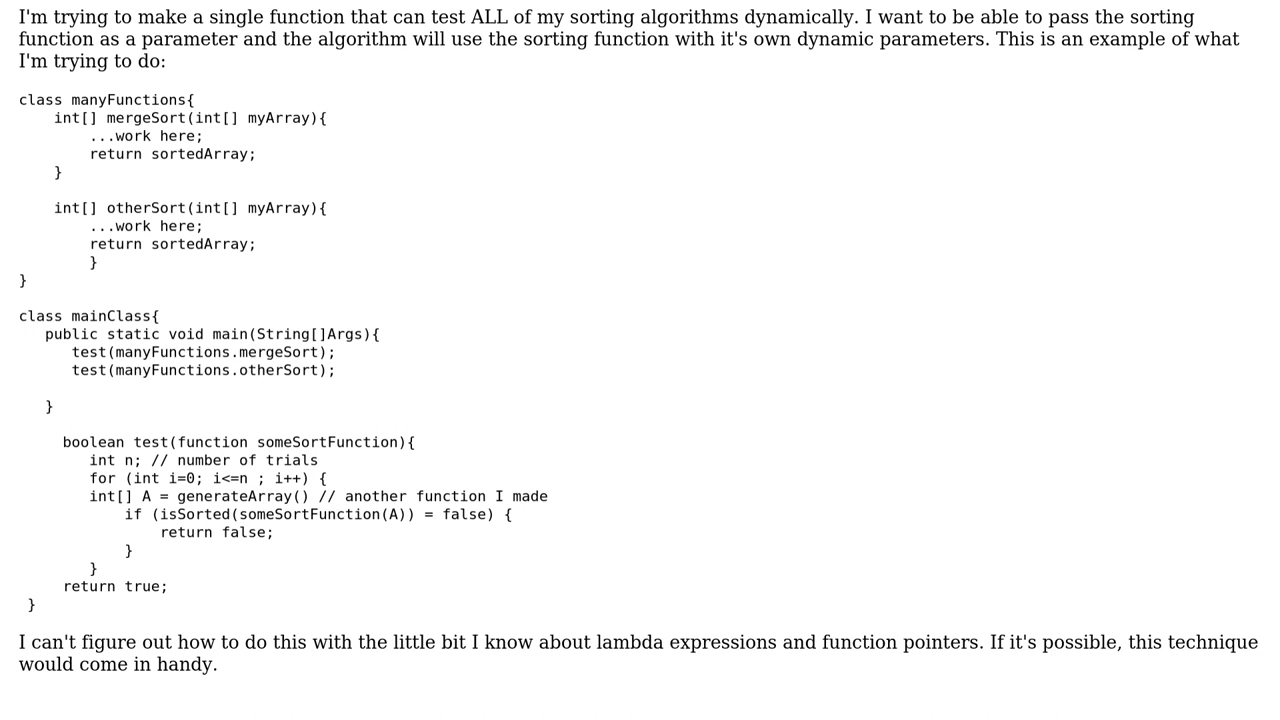 I'm trying to make a single function that can test ALL of my sorting algorithms dynamically. I want to be able to pass the sorting
function as a parameter and the algorithm will use the sorting function with it's own dynamic parameters. This is an example of what
I'm trying to do:
class manyFunctions{
    int[] mergeSort(int[] myArray){
        ...work here;
        return sortedArray;
    }
    int[] otherSort(int[] myArray){
        ...work here;
        return sortedArray;
        }
}
class mainClass{
   public static void main(String[]Args){
      test(manyFunctions.mergeSort);
      test(manyFunctions.otherSort);
   }
     boolean test(function someSortFunction){
        int n; // number of trials
        for (int i=0; i<=n ; i++) {
        int[] A = generateArray() // another function I made
            if (isSorted(someSortFunction(A)) = false) {
                return false;
            }
        }
     return true;
 }
I can't figure out how to do this with the little bit I know about lambda expressions and function pointers. If it's possible, this technique
would come in handy.